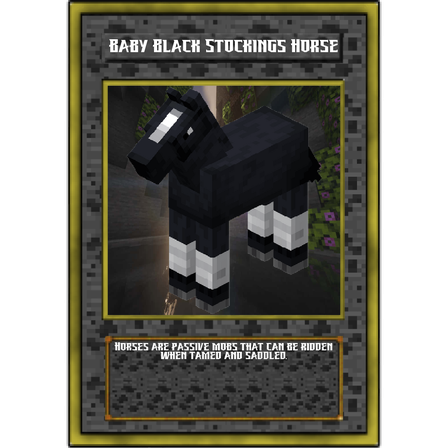 Baby Black Stockings Horse
Horses are passive mobs that can be ridden
when tamed and saddled.